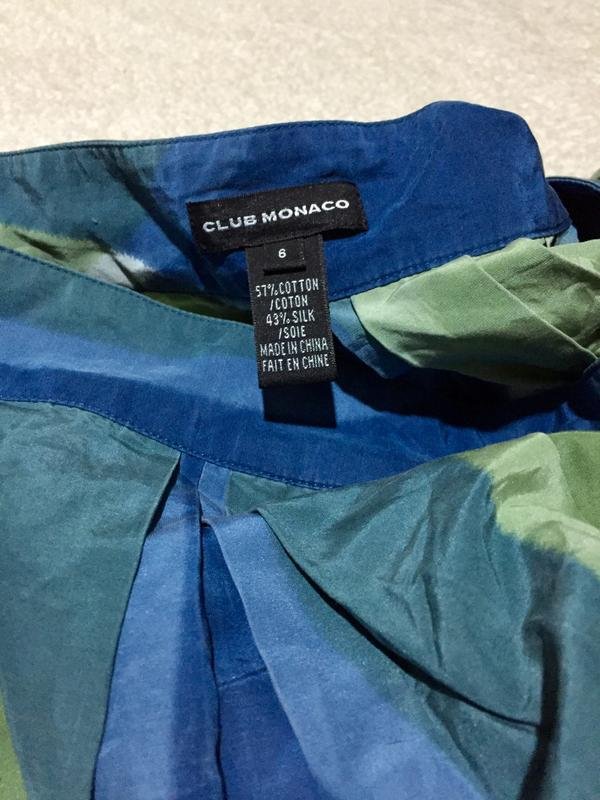 CLUB MONACO
6
57% COTTON
/COTON
43% SILK
/SOIE
MADE IN CHINA
FAIT EN CHINE